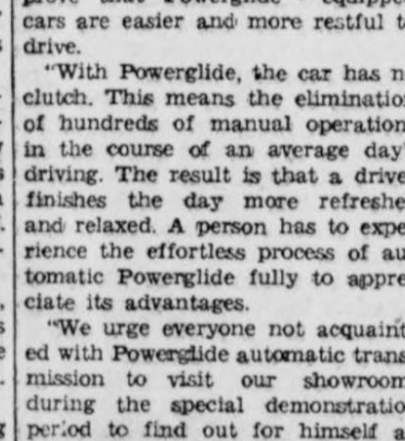 cars are easier and more restful t
drive.
"With Powerglide, the car has n
clutch. This means the eliminatio
of hundreds of manual operation
in the course of an average day'
driving. The result is that a drive
finishes the day more refreshe
and relaxed. A person has to expe
rience the effortless process of au
tomatic Powerglide fully to appre
ciate its advantages.
"We urge everyone not acquaint
ed with Powerglide automatic trans
mission to visit our showroom
during the special demonstratio
period to find out for himself a